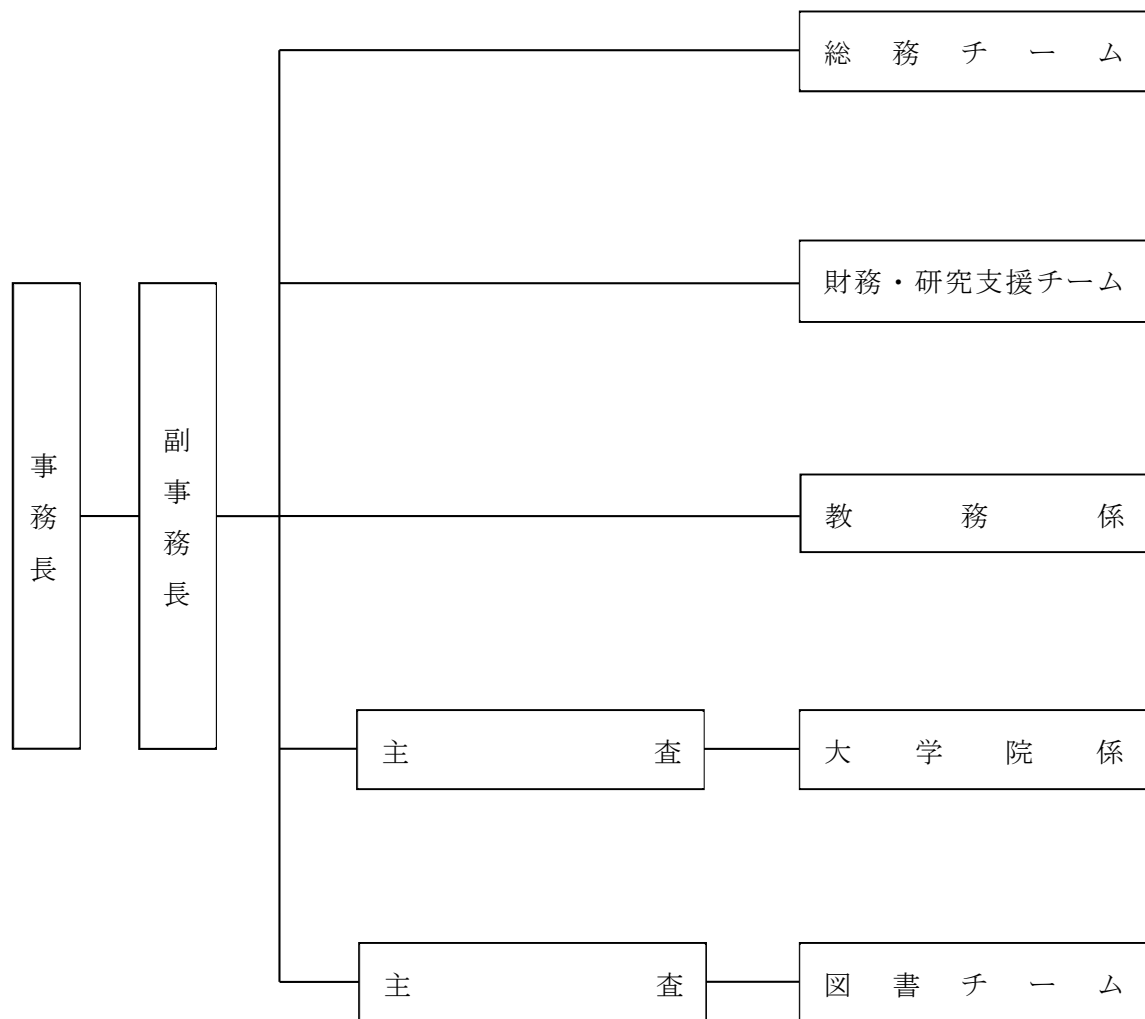 事務長
副事務長
総務チーム
財務・研究支援チーム
教務係
主査
大学院係
主査
図書チーム